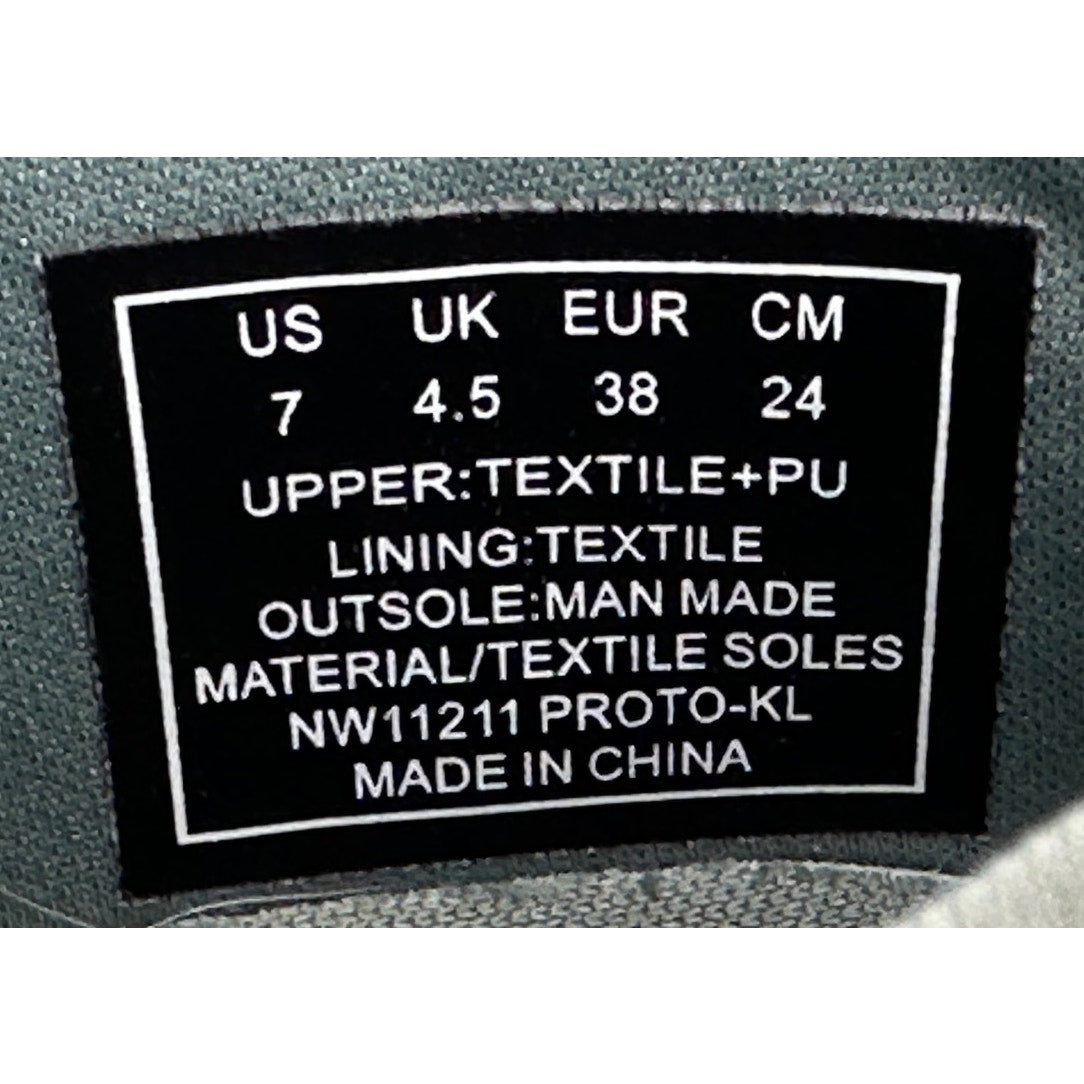 US UK EUR CM
7 4.5 38 24
UPPER:TEXTILE+PU
LINING:TEXTILE
OUTSOLE:MAN MADE
MATERIAL/TEXTILE SOLES
NW11211 PROTO-KL
MADE IN CHINA